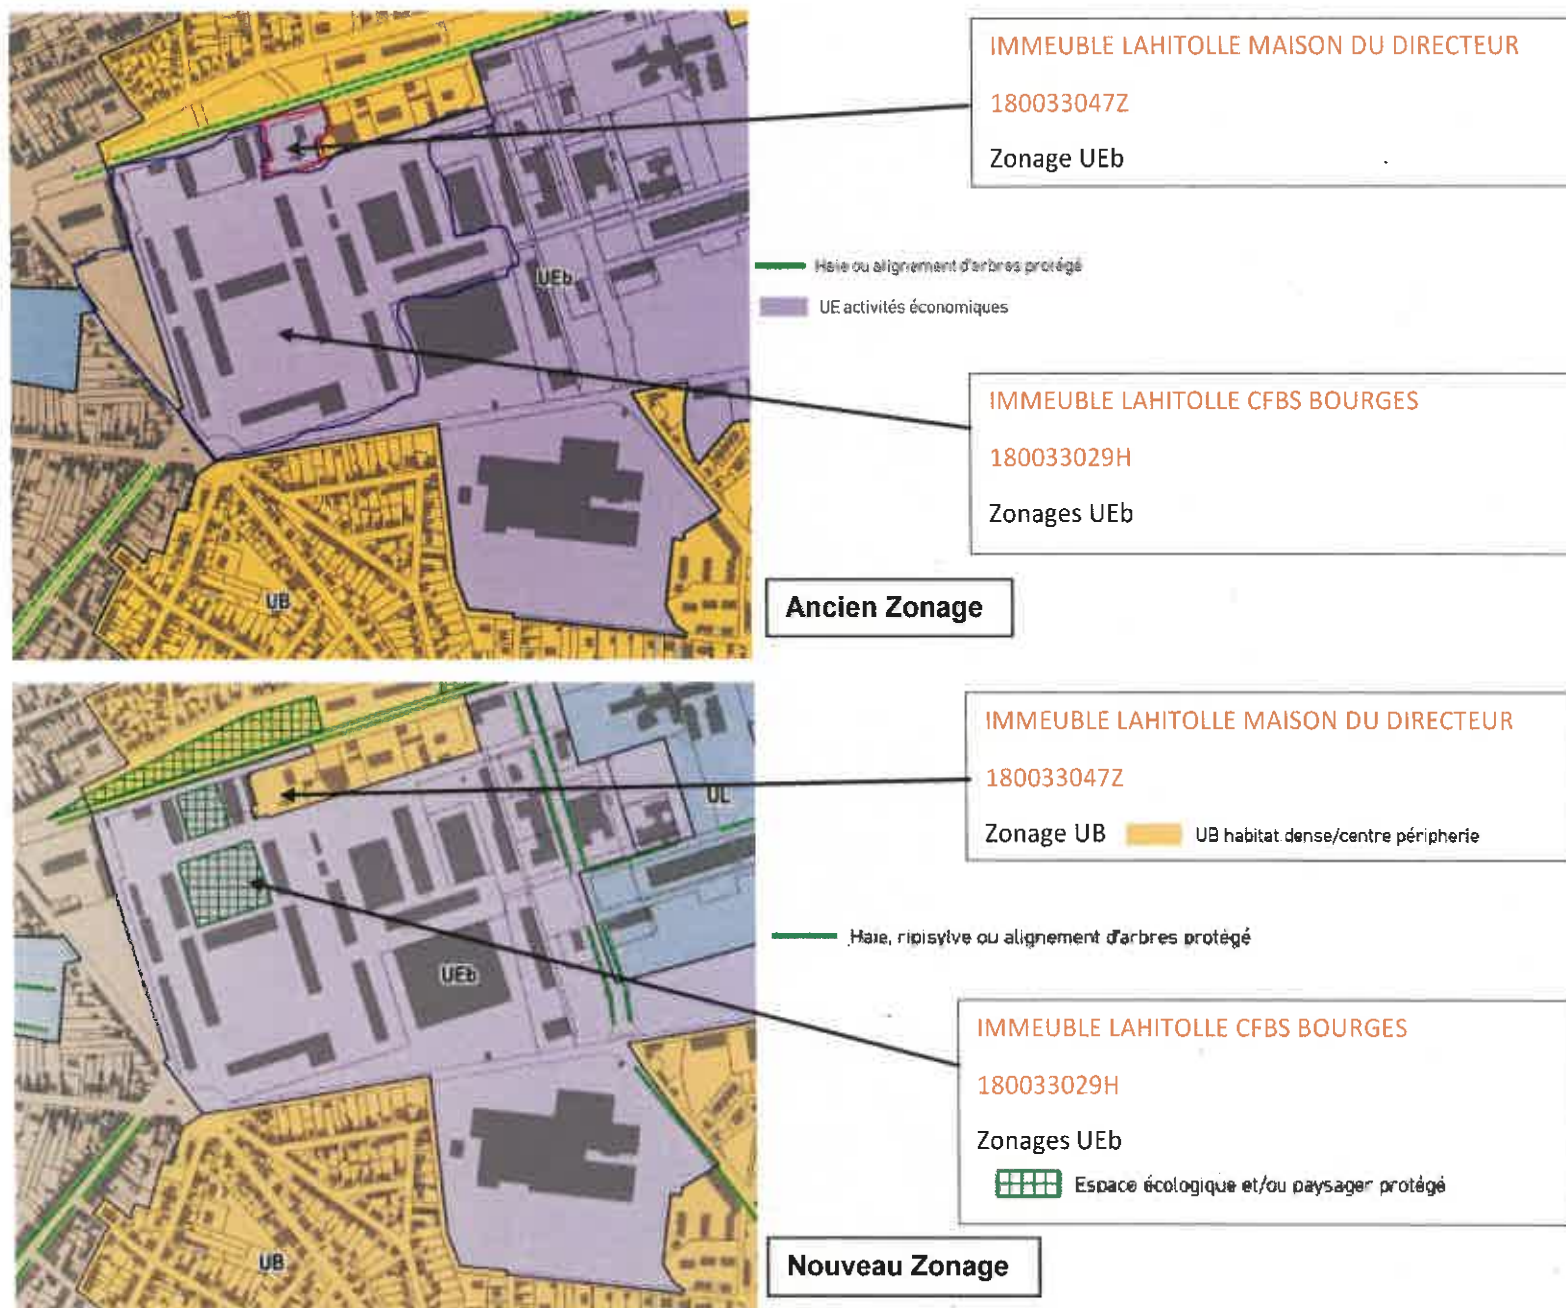 IMMEUBLE LAHITOLLE MAISON DU DIRECTEUR
180033047Z
Zonage UEb
Haie ou alignement d'arbres protégé
UEb
UE activités économiques
IMMEUBLE LAHITOLLE CFBS BOURGES
180033029H
Zonages UEb
Ancien Zonage
UB
IMMEUBLE LAHITOLLE MAISON DU DIRECTEUR
180033047Z
UL
Zonage UB
UB habitat dense/centre péripherie
Haie, ripisylve ou alignement d'arbres protégé
UEb
IMMEUBLE LAHITOLLE CFBS BOURGES
180033029H
Zonages UEb
Espace écologique et/ou paysager protégé
UB
Nouveau Zonage